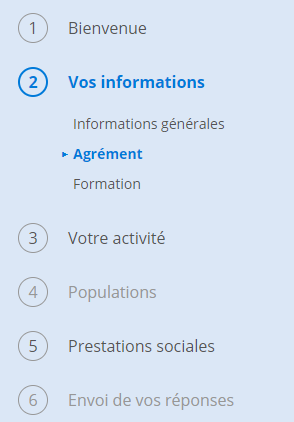 1 Bienvenue
2 Vos informations
Informations générales
▸ Agrément
Formation
3 Votre activité
4 Populations
5 Prestations sociales
6 Envoi de vos réponses